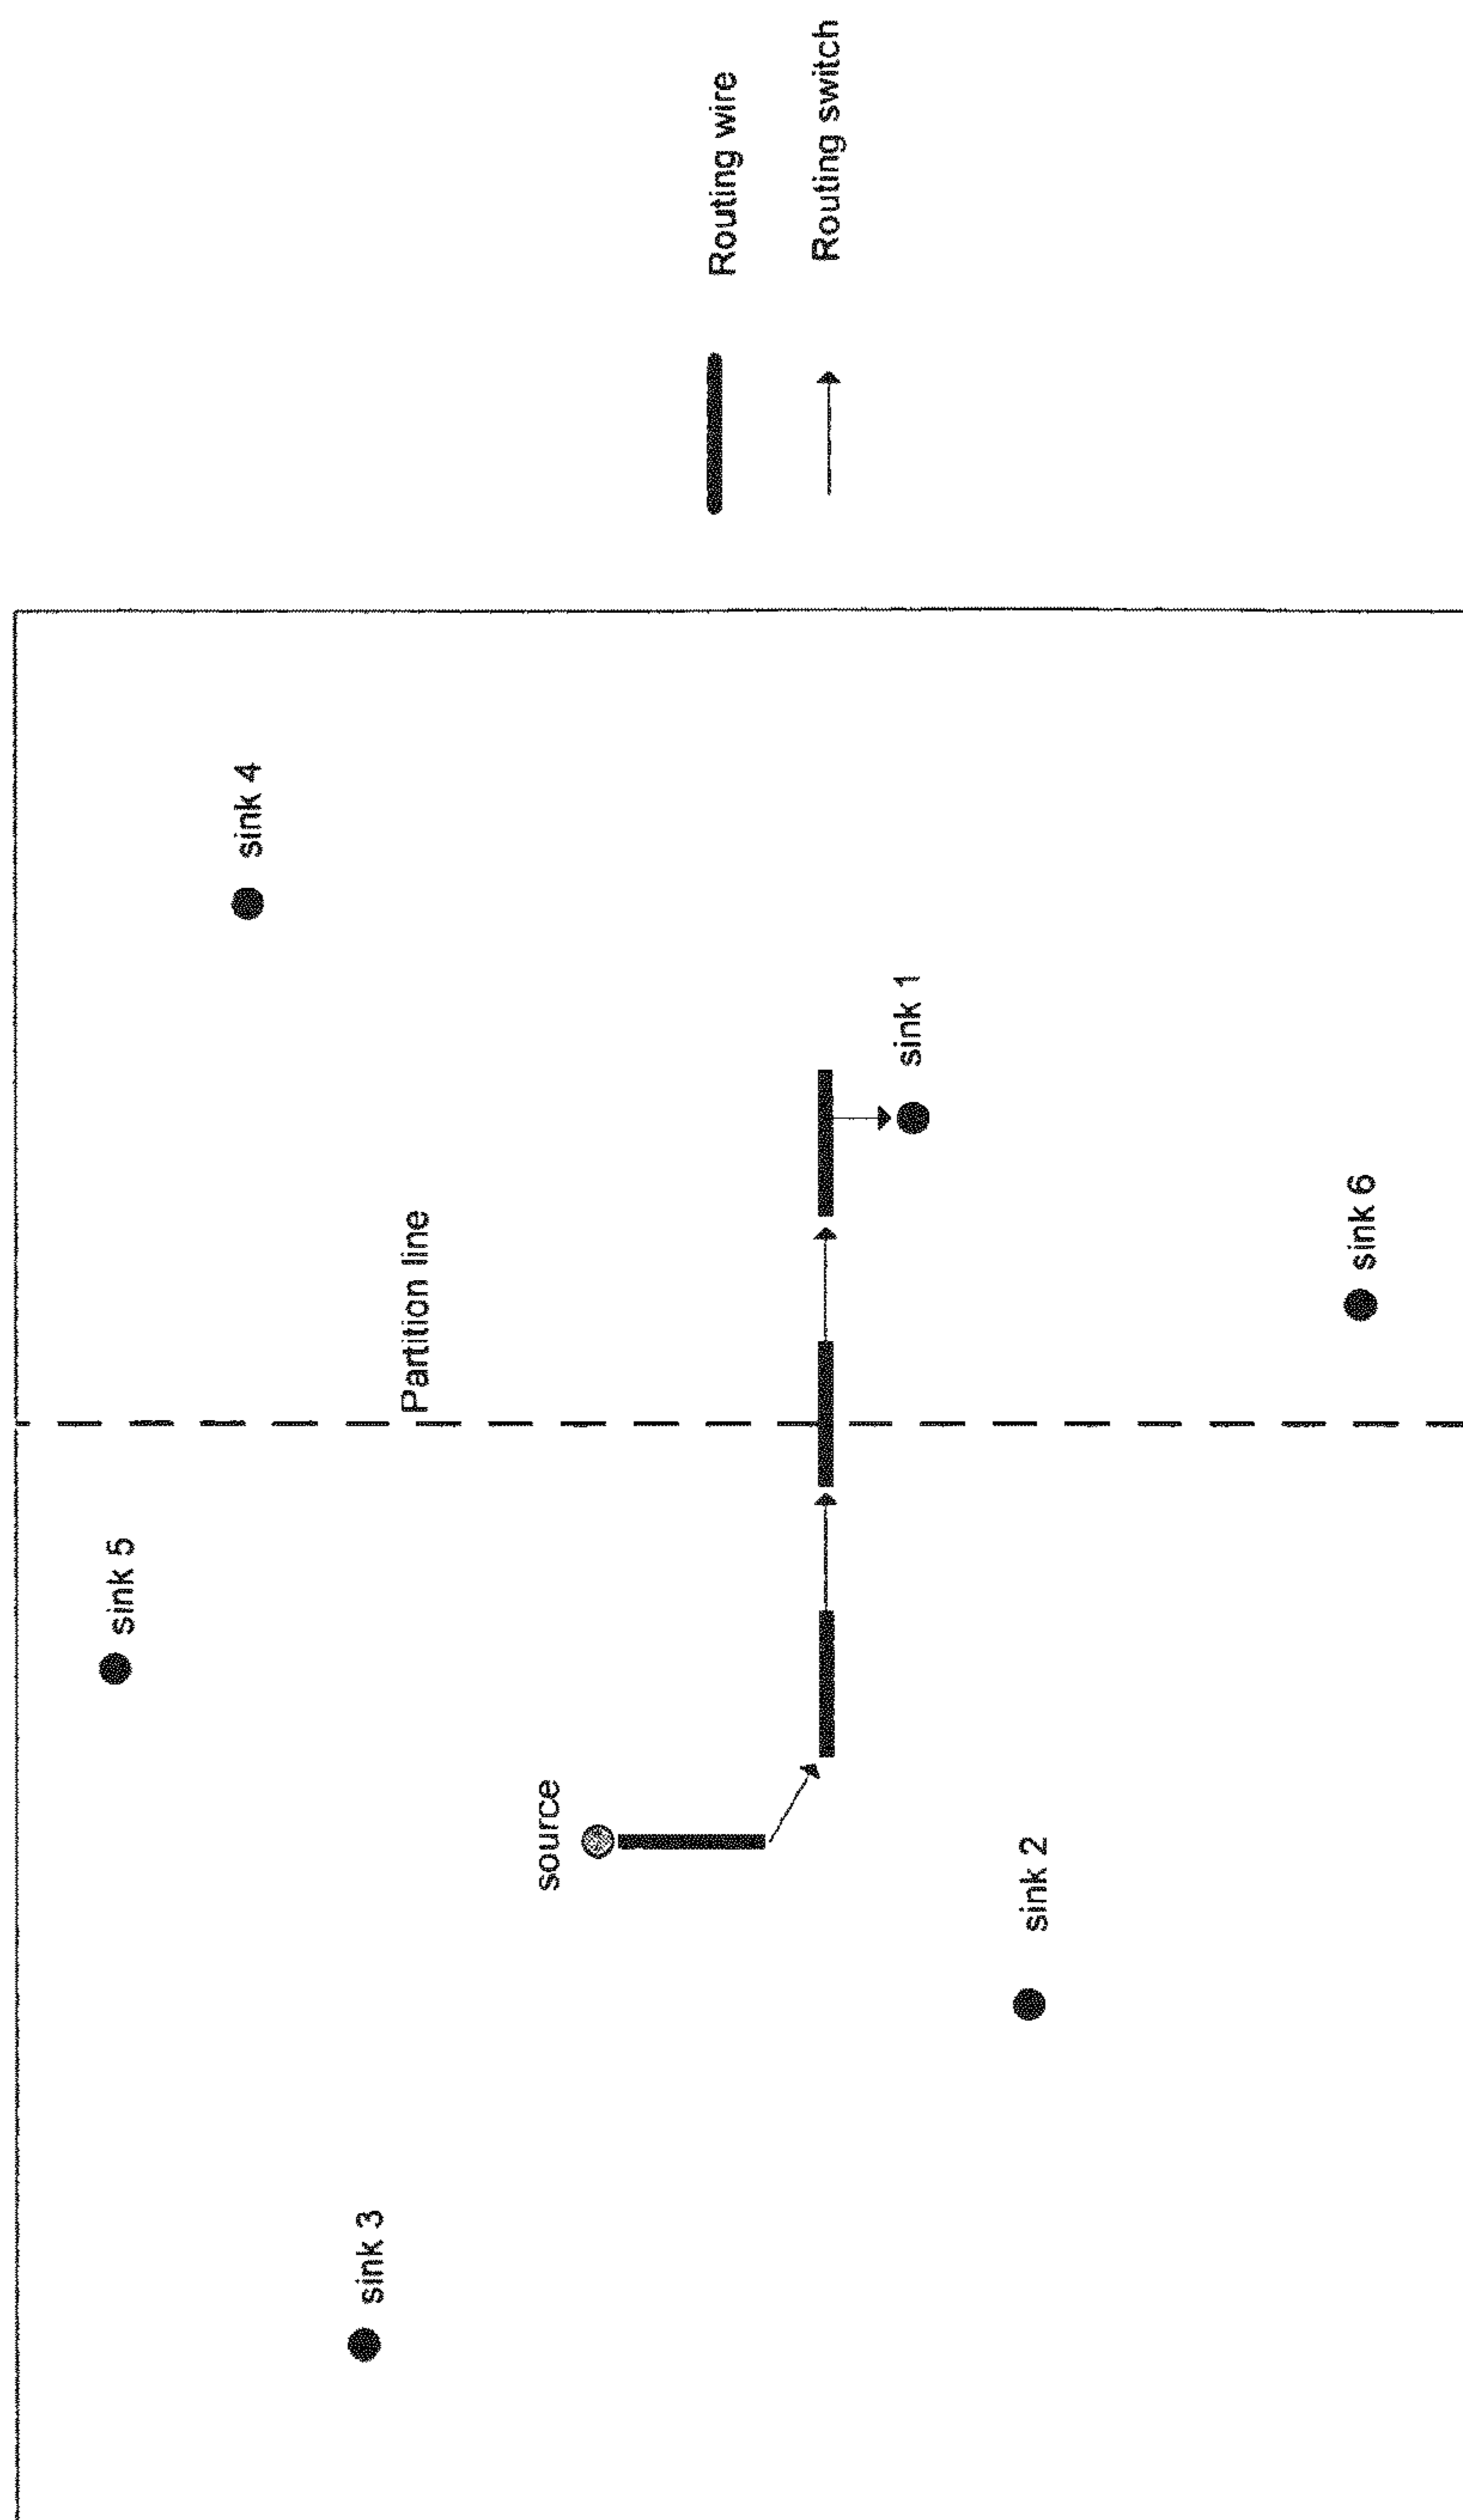 Routing wire
Routing switch
sink 4
sink 1
Partition line
sink 6
sink 5
source
sink 2
sink 3